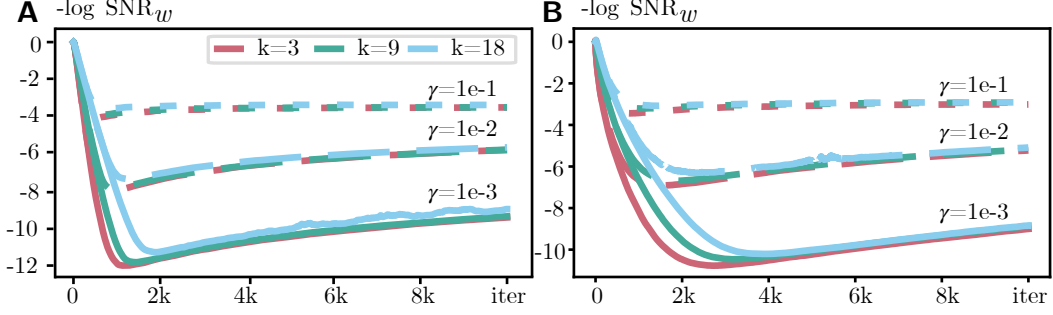 A -log SNR_w
0
-2
-4
-6
-8
-10
-12
k=3 k=9 k=18
γ=1e-1
γ=1e-2
γ=1e-3
0 2k 4k 6k 8k iter
B -log SNR_w
0
-2
-4
-6
-8
-10
γ=1e-1
γ=1e-2
γ=1e-3
0 2k 4k 6k 8k iter